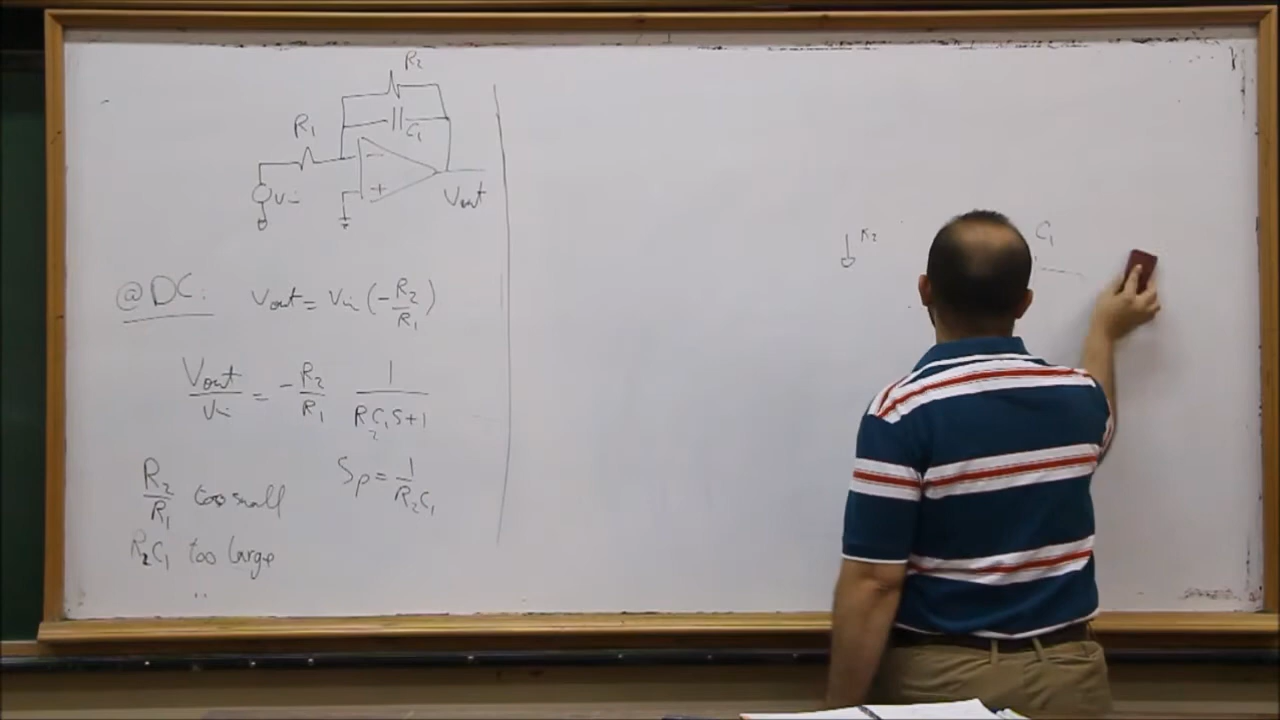 R2
C1
R1
−
+
Vin
Vout
@DC: Vout = Vin (−R2/R1)
Vout/Vin = −R2/R1 1/(R2C1S+1)
R2/R1 too small
Sp = 1/R2C1
R2C1 too large
R2
C1